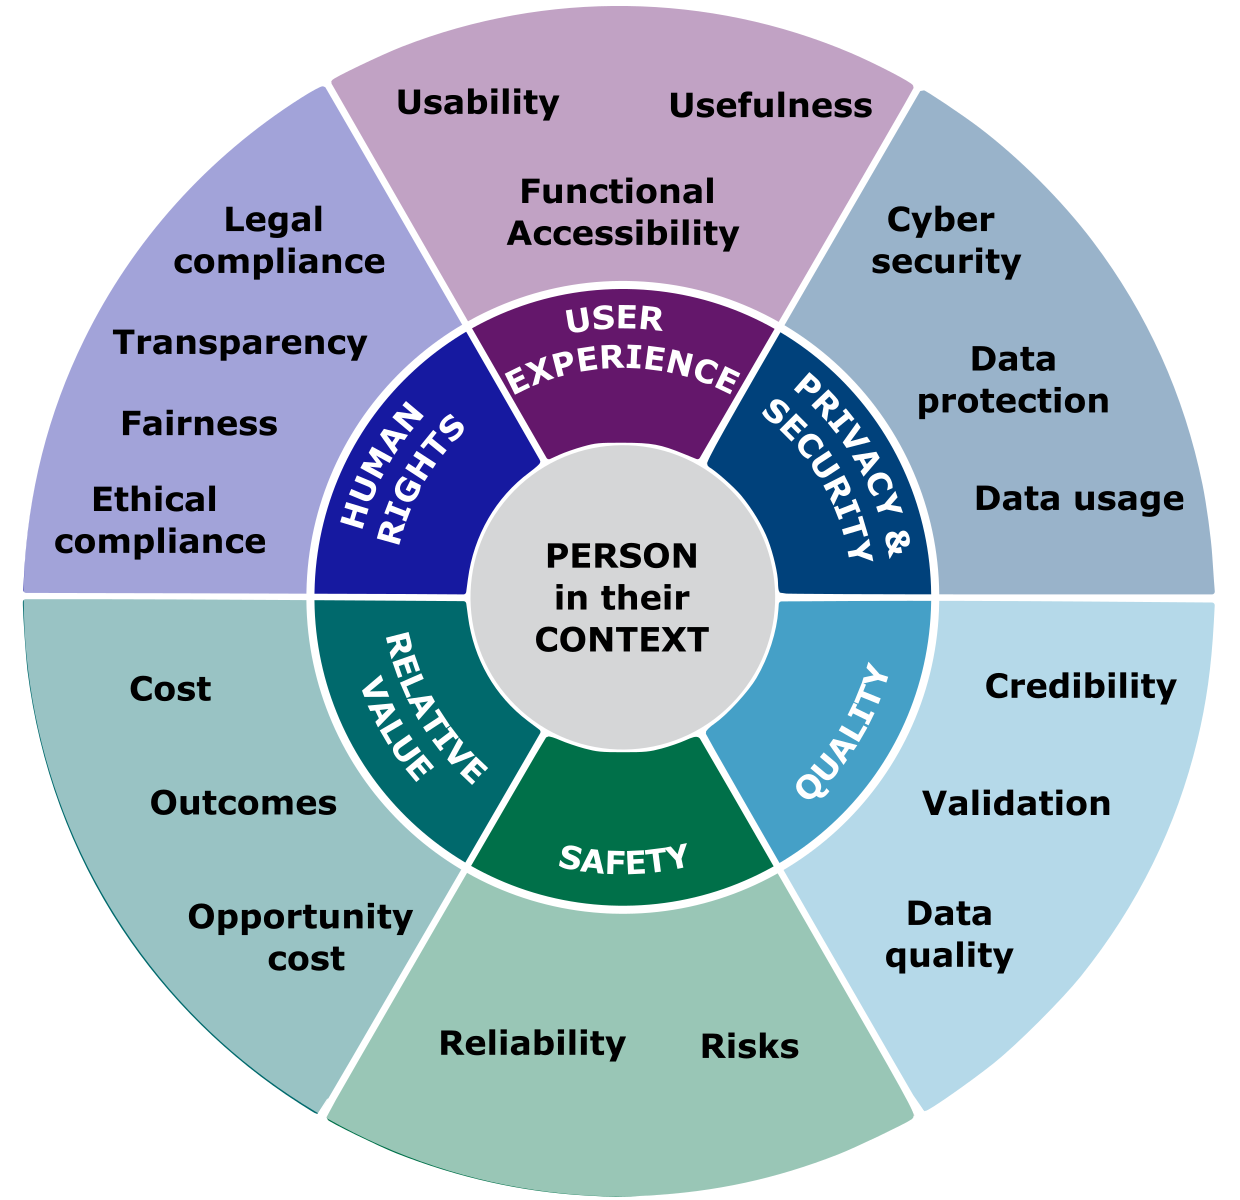 Usability
Usefulness
Functional
Accessibility
USER
EXPERIENCE
Cyber
security
Data
protection
Data usage
PRIVACY &
SECURITY
Credibility
Validation
Data
quality
QUALITY
Reliability
Risks
SAFETY
Cost
Outcomes
Opportunity
cost
RELATIVE
VALUE
Legal
compliance
Transparency
Fairness
Ethical
compliance
HUMAN
RIGHTS
PERSON
in their
CONTEXT